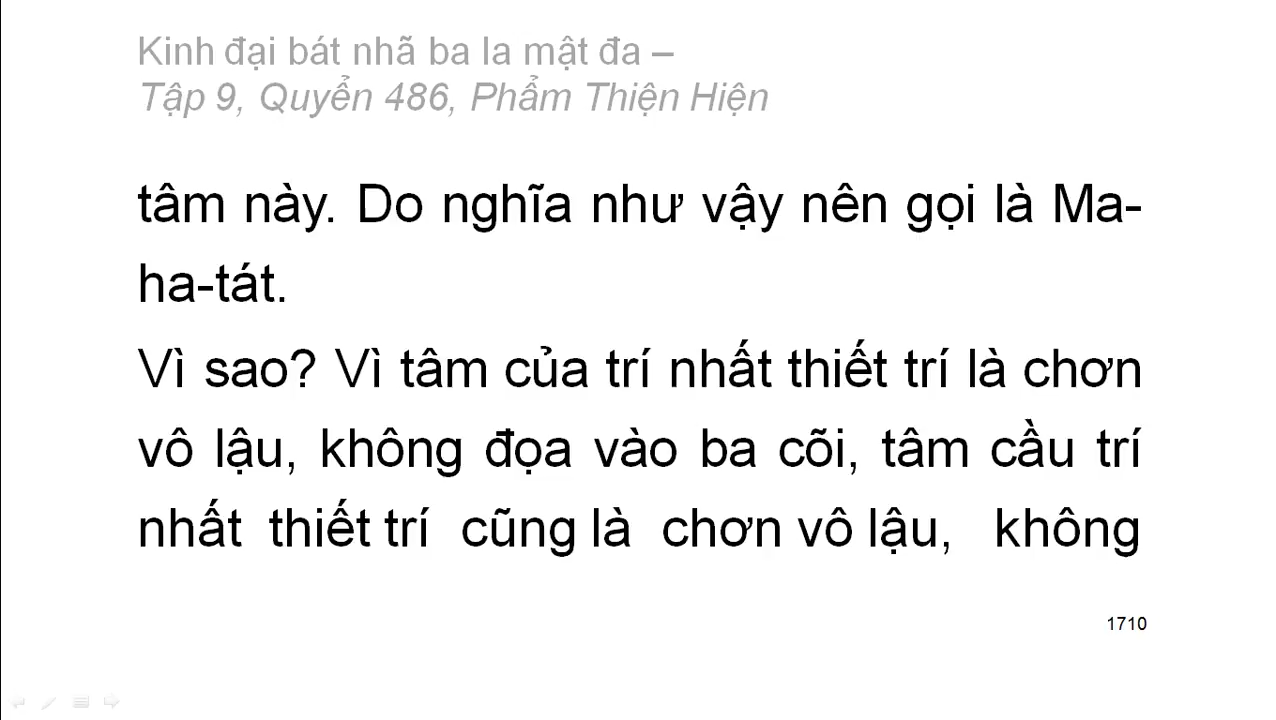 Kinh đại bát nhã ba la mật đa –
Tập 9, Quyển 486, Phẩm Thiện Hiện
tâm này. Do nghĩa như vậy nên gọi là Ma-
ha-tát.
Vì sao? Vì tâm của trí nhất thiết trí là chơn
vô lậu, không đọa vào ba cõi, tâm cầu trí
nhất thiết trí cũng là chơn vô lậu, không
1710